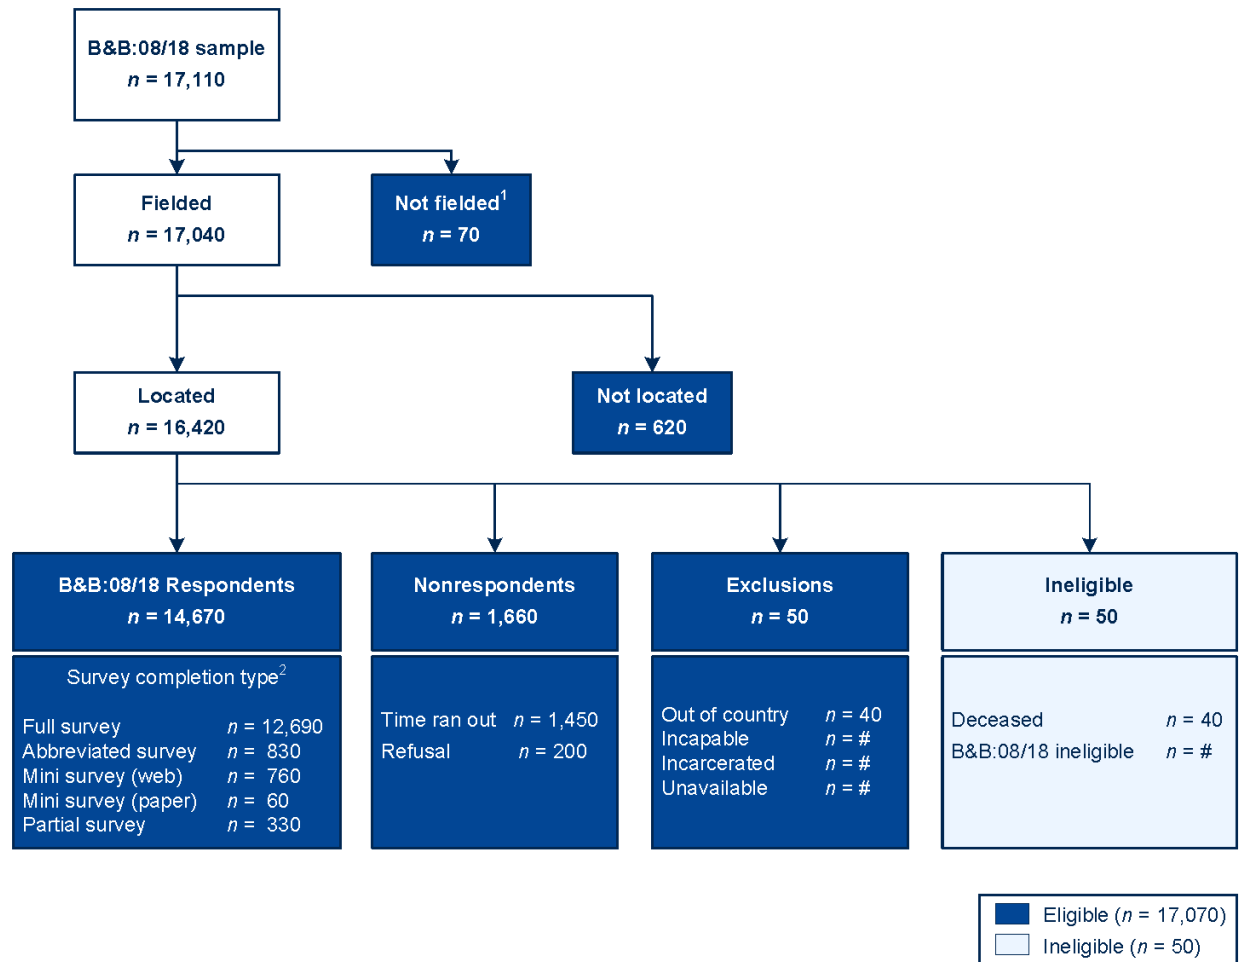 B&B:08/18 sample
n = 17,110
Fielded
n = 17,040
Not fielded¹
n = 70
Located
n = 16,420
Not located
n = 620
B&B:08/18 Respondents
n = 14,670
Survey completion type²
Full survey n = 12,690
Abbreviated survey n = 830
Mini survey (web) n = 760
Mini survey (paper) n = 60
Partial survey n = 330
Nonrespondents
n = 1,660
Time ran out n = 1,450
Refusal n = 200
Exclusions
n = 50
Out of country n = 40
Incapable n = #
Incarcerated n = #
Unavailable n = #
Ineligible
n = 50
Deceased n = 40
B&B:08/18 ineligible n = #
Eligible (n = 17,070)
Ineligible (n = 50)